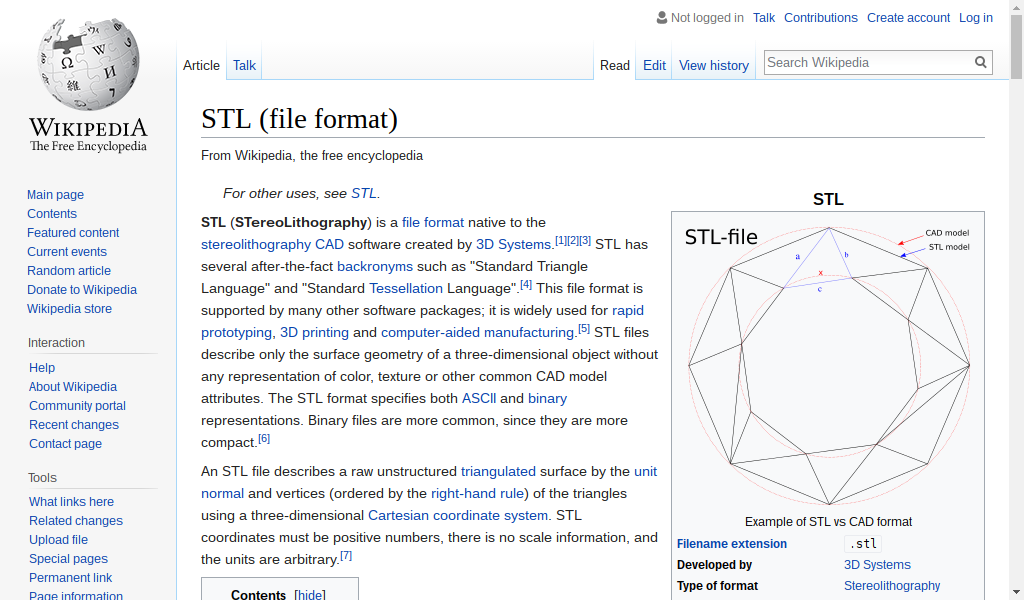 Not logged in Talk Contributions Create account Log in
Article Talk Read Edit View history Search Wikipedia
WIKIPEDIA
The Free Encyclopedia
Main page
Contents
Featured content
Current events
Random article
Donate to Wikipedia
Wikipedia store
Interaction
Help
About Wikipedia
Community portal
Recent changes
Contact page
Tools
What links here
Related changes
Upload file
Special pages
Permanent link
Page information
STL (file format)
From Wikipedia, the free encyclopedia
For other uses, see STL.
STL (STereoLithography) is a file format native to the
stereolithography CAD software created by 3D Systems.[1][2][3] STL has
several after-the-fact backronyms such as "Standard Triangle
Language" and "Standard Tessellation Language".[4] This file format is
supported by many other software packages; it is widely used for rapid
prototyping, 3D printing and computer-aided manufacturing.[5] STL files
describe only the surface geometry of a three-dimensional object without
any representation of color, texture or other common CAD model
attributes. The STL format specifies both ASCII and binary
representations. Binary files are more common, since they are more
compact.[6]
An STL file describes a raw unstructured triangulated surface by the unit
normal and vertices (ordered by the right-hand rule) of the triangles
using a three-dimensional Cartesian coordinate system. STL
coordinates must be positive numbers, there is no scale information, and
the units are arbitrary.[7]
Contents [hide]
STL
STL-file
CAD model
STL model
a
b
x
c
Example of STL vs CAD format
Filename extension .stl
Developed by 3D Systems
Type of format Stereolithography